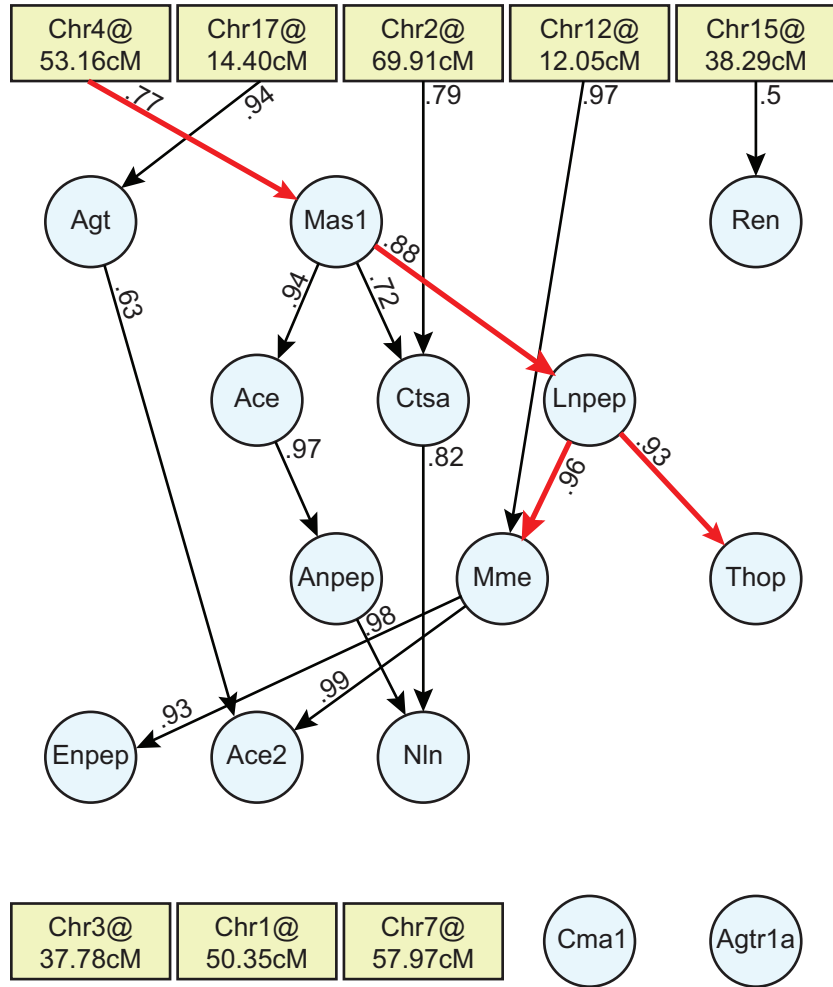 Chr4@
53.16cM
Chr17@
14.40cM
Chr2@
69.91cM
Chr12@
12.05cM
Chr15@
38.29cM
.77
.94
.79
.97
.5
Agt
Mas1
Ren
.88
.63
.94
.72
Ace
Ctsa
Lnpep
.97
.82
.96
.93
Anpep
Mme
Thop
.98
.99
.93
Enpep
Ace2
Nln
Chr3@
37.78cM
Chr1@
50.35cM
Chr7@
57.97cM
Cma1
Agtr1a